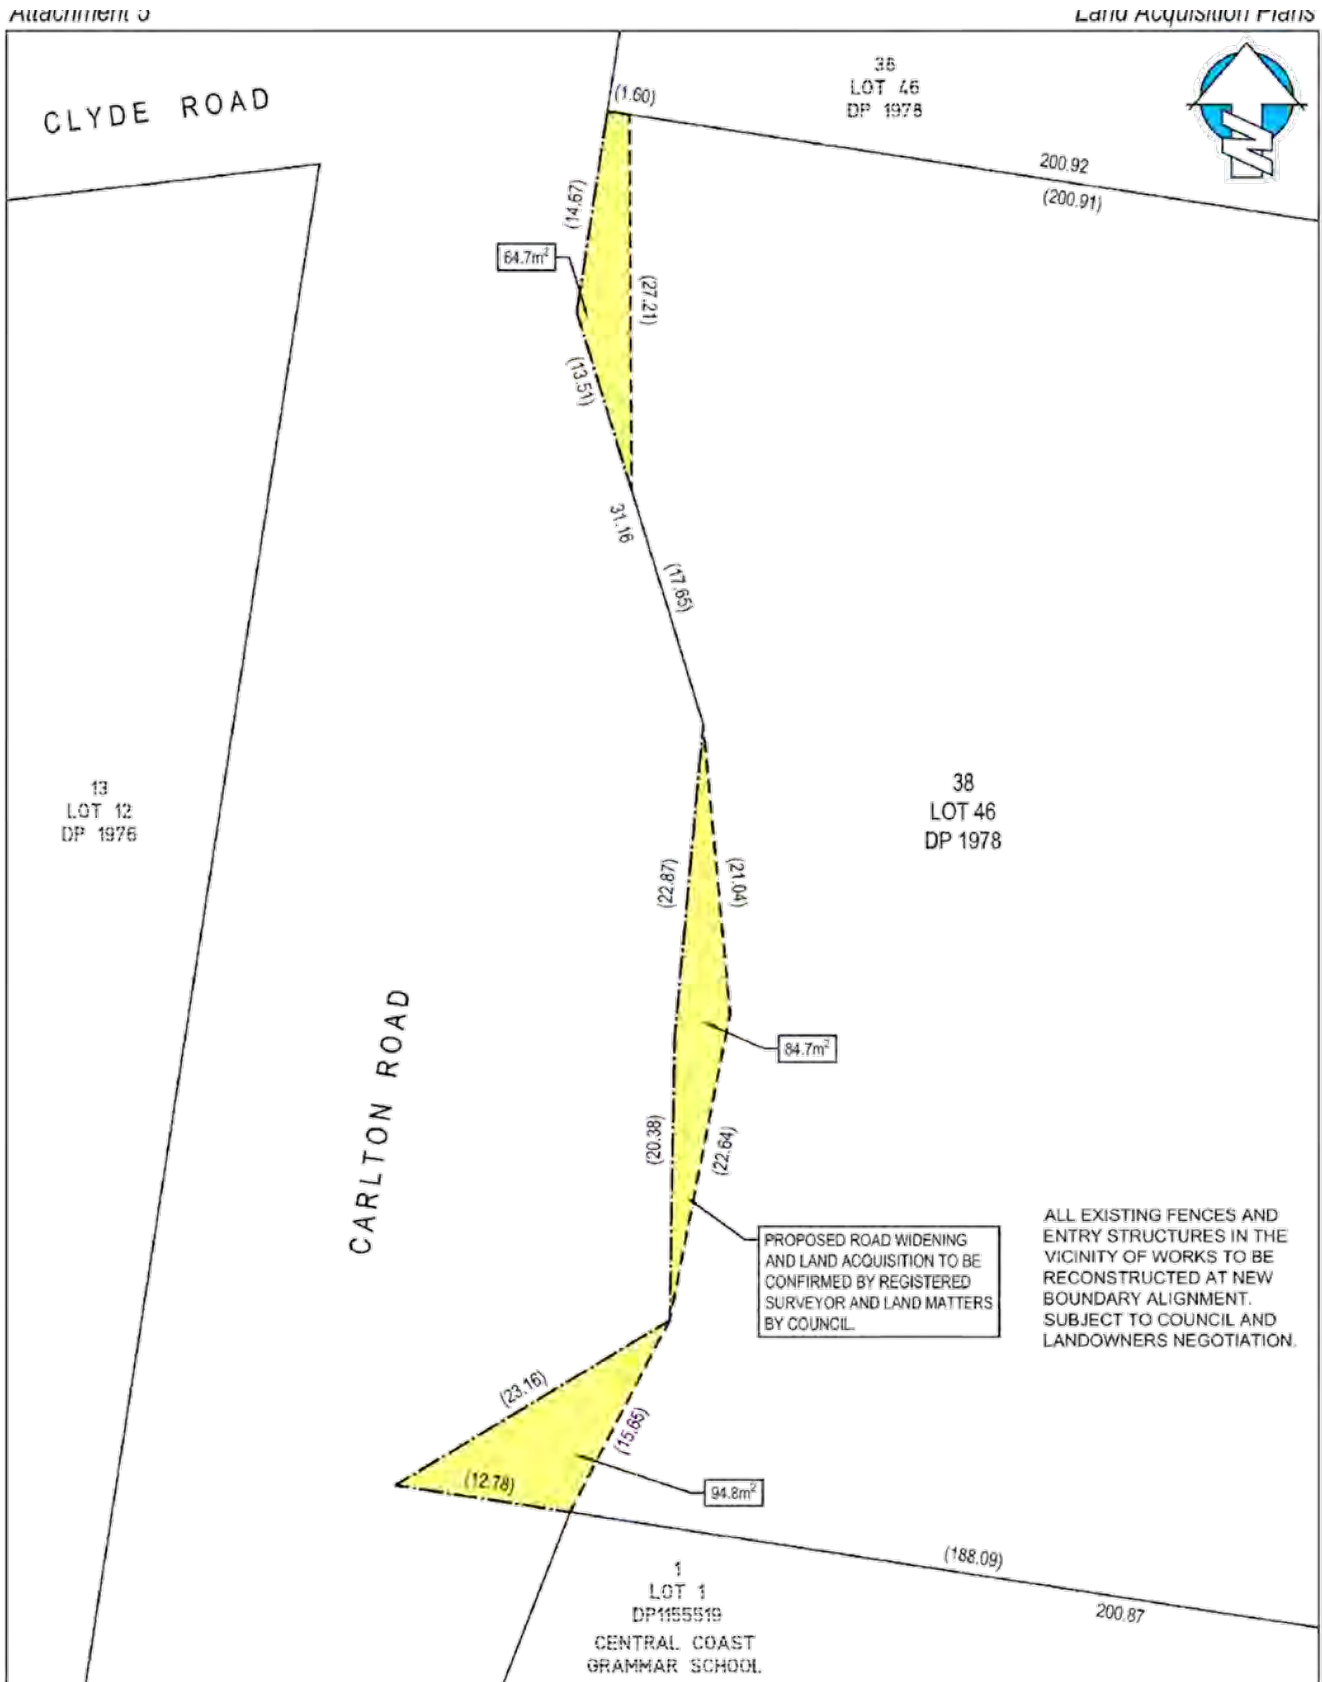 Attachment 5
Land Acquisition Plans
CLYDE ROAD
36
LOT 46
DP 1978
N
(1.60)
200.92
(200.91)
(14.67)
64.7m²
(27.21)
(13.51)
31.16
(17.65)
13
LOT 12
DP 1976
38
LOT 46
DP 1978
(22.87)
(21.04)
CARLTON ROAD
84.7m²
(20.38)
(22.64)
PROPOSED ROAD WIDENING
AND LAND ACQUISITION TO BE
CONFIRMED BY REGISTERED
SURVEYOR AND LAND MATTERS
BY COUNCIL.
ALL EXISTING FENCES AND
ENTRY STRUCTURES IN THE
VICINITY OF WORKS TO BE
RECONSTRUCTED AT NEW
BOUNDARY ALIGNMENT.
SUBJECT TO COUNCIL AND
LANDOWNERS NEGOTIATION.
(23.16)
(15.65)
(12.78)
94.8m²
(188.09)
200.87
1
LOT 1
DP1155519
CENTRAL COAST
GRAMMAR SCHOOL